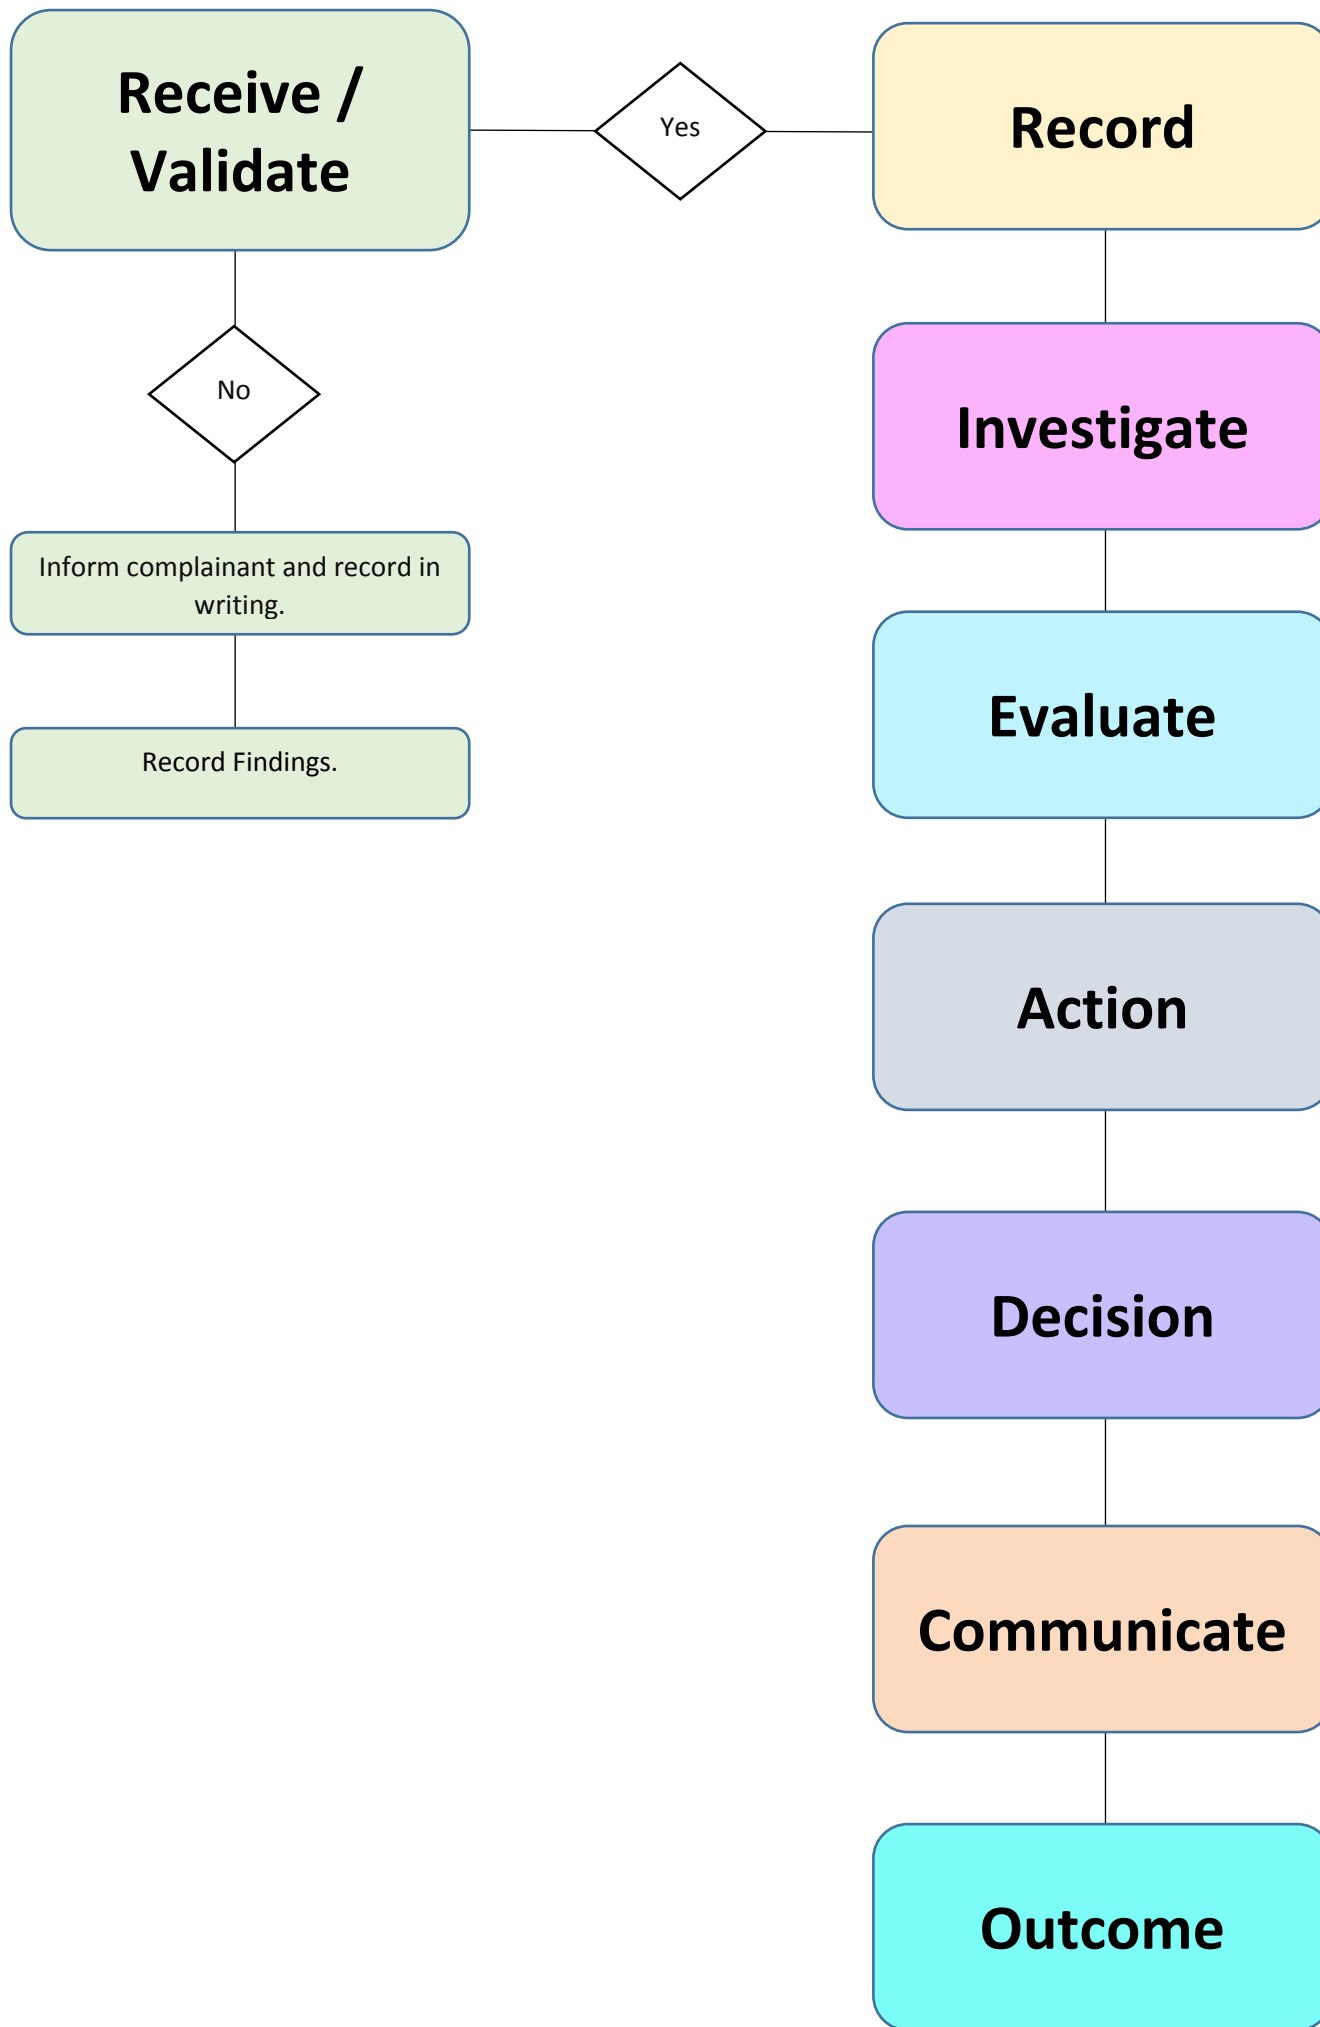 Receive /
Validate
Yes
Record
No
Inform complainant and record in
writing.
Record Findings.
Investigate
Evaluate
Action
Decision
Communicate
Outcome